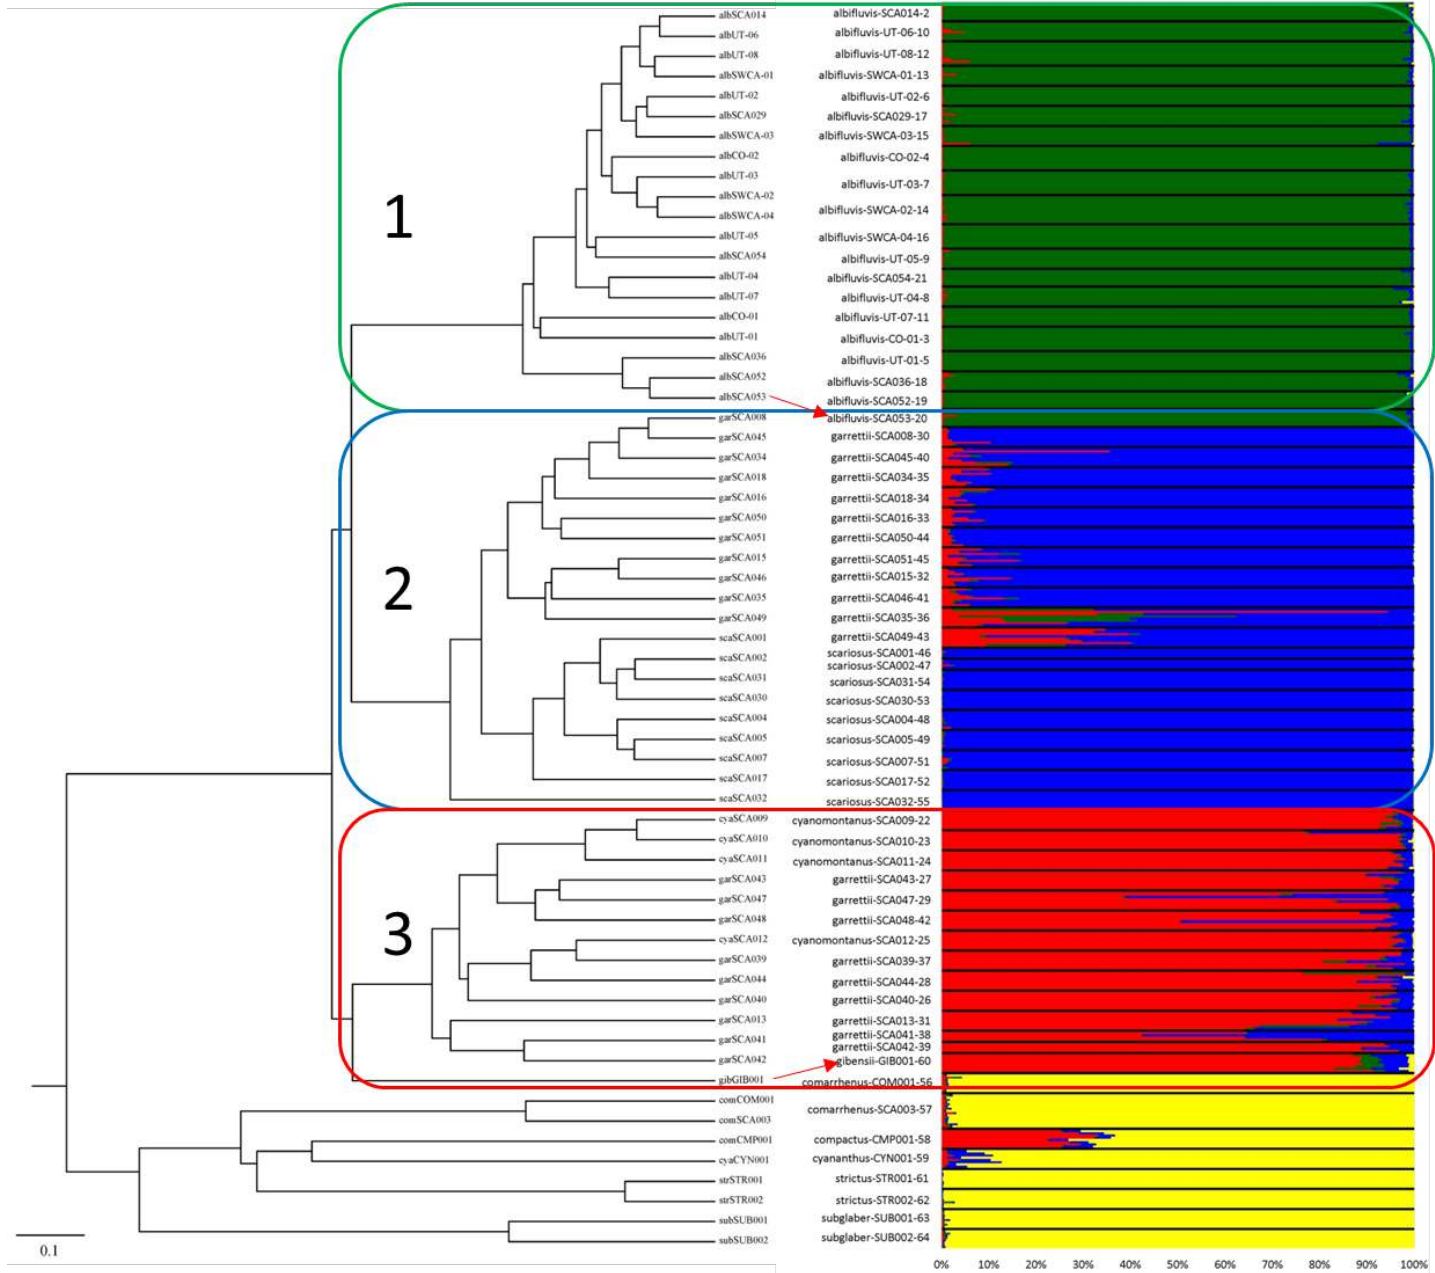 albSCA014
albUT-06
albUT-08
albSWCA-01
albUT-02
albSCA029
albSWCA-03
albCO-02
albUT-03
albSWCA-02
albSWCA-04
albUT-05
albSCA054
albUT-04
albUT-07
albCO-01
albUT-01
albSCA036
albSCA052
albSCA053
garSCA008
garSCA045
garSCA034
garSCA018
garSCA016
garSCA050
garSCA051
garSCA015
garSCA046
garSCA035
garSCA049
scaSCA001
scaSCA002
scaSCA031
scaSCA030
scaSCA004
scaSCA005
scaSCA007
scaSCA017
scaSCA032
cyaSCA009
cyaSCA010
cyaSCA011
garSCA043
garSCA047
garSCA048
cyaSCA012
garSCA039
garSCA044
garSCA040
garSCA013
garSCA041
garSCA042
gibGIB001
comCOM001
comSCA003
comCMP001
cyaCYN001
strSTR001
strSTR002
subSUB001
subSUB002
1
2
3
0.1
albifluvis-SCA014-2
albifluvis-UT-06-10
albifluvis-UT-08-12
albifluvis-SWCA-01-13
albifluvis-UT-02-6
albifluvis-SCA029-17
albifluvis-SWCA-03-15
albifluvis-CO-02-4
albifluvis-UT-03-7
albifluvis-SWCA-02-14
albifluvis-SWCA-04-16
albifluvis-UT-05-9
albifluvis-SCA054-21
albifluvis-UT-04-8
albifluvis-UT-07-11
albifluvis-CO-01-3
albifluvis-UT-01-5
albifluvis-SCA036-18
albifluvis-SCA052-19
albifluvis-SCA053-20
garrettii-SCA008-30
garrettii-SCA045-40
garrettii-SCA034-35
garrettii-SCA018-34
garrettii-SCA016-33
garrettii-SCA050-44
garrettii-SCA051-45
garrettii-SCA015-32
garrettii-SCA046-41
garrettii-SCA035-36
garrettii-SCA049-43
scariosus-SCA001-46
scariosus-SCA002-47
scariosus-SCA031-54
scariosus-SCA030-53
scariosus-SCA004-48
scariosus-SCA005-49
scariosus-SCA007-51
scariosus-SCA017-52
scariosus-SCA032-55
cyanomontanus-SCA009-22
cyanomontanus-SCA010-23
cyanomontanus-SCA011-24
garrettii-SCA043-27
garrettii-SCA047-29
garrettii-SCA048-42
cyanomontanus-SCA012-25
garrettii-SCA039-37
garrettii-SCA044-28
garrettii-SCA040-26
garrettii-SCA013-31
garrettii-SCA041-38
garrettii-SCA042-39
gibensii-GIB001-60
comarrhenus-COM001-56
comarrhenus-SCA003-57
compactus-CMP001-58
cyananthus-CYN001-59
strictus-STR001-61
strictus-STR002-62
subglaber-SUB001-63
subglaber-SUB002-64
0% 10% 20% 30% 40% 50% 60% 70% 80% 90% 100%